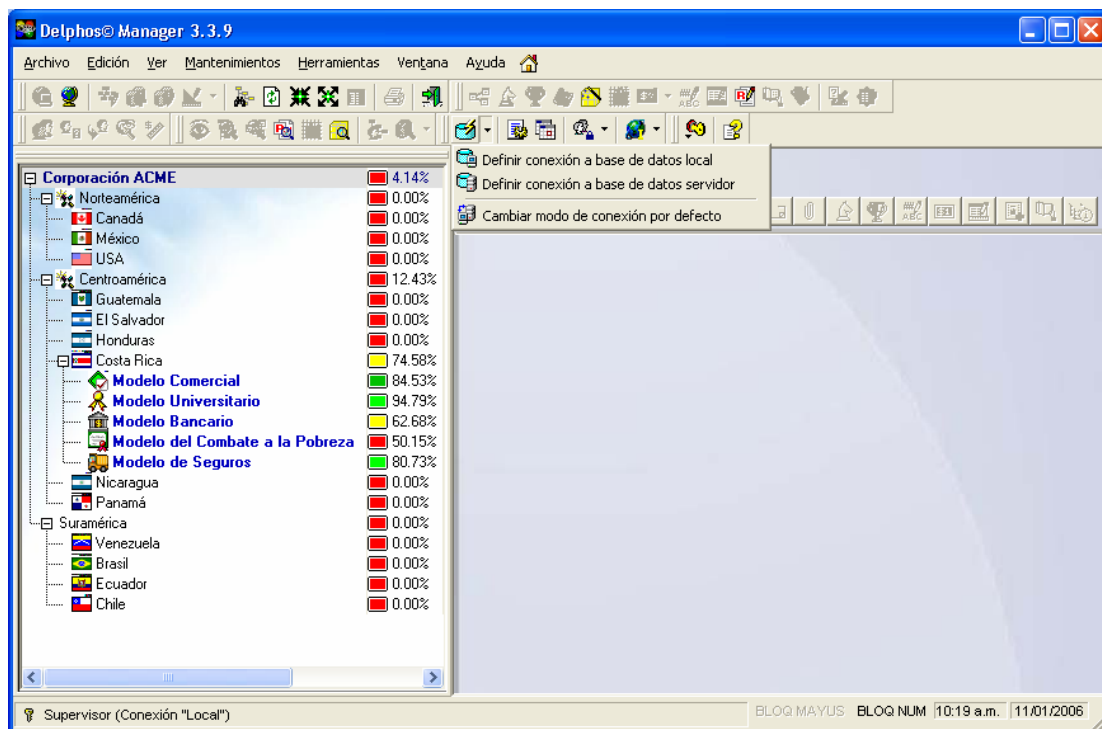 Delphos© Manager 3.3.9
Archivo Edición Ver Mantenimientos Herramientas Ventana Ayuda
Definir conexión a base de datos local
Definir conexión a base de datos servidor
Cambiar modo de conexión por defecto
Corporación ACME 4.14%
Norteamérica 0.00%
Canadá 0.00%
México 0.00%
USA 0.00%
Centroamérica 12.43%
Guatemala 0.00%
El Salvador 0.00%
Honduras 0.00%
Costa Rica 74.58%
Modelo Comercial 84.53%
Modelo Universitario 94.79%
Modelo Bancario 62.68%
Modelo del Combate a la Pobreza 50.15%
Modelo de Seguros 80.73%
Nicaragua 0.00%
Panamá 0.00%
Suramérica 0.00%
Venezuela 0.00%
Brasil 0.00%
Ecuador 0.00%
Chile 0.00%
Supervisor (Conexión "Local") BLOQ MAYUS BLOQ NUM 10:19 a.m. 11/01/2006